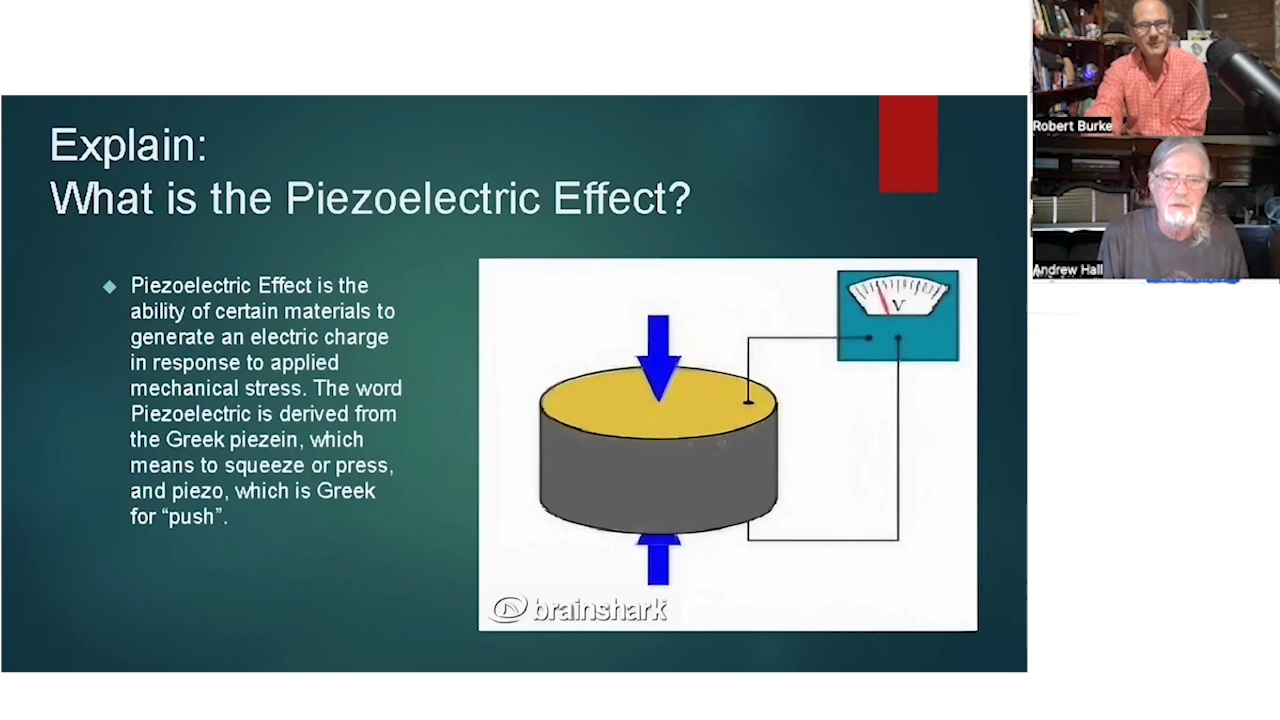 Explain:
What is the Piezoelectric Effect?
Piezoelectric Effect is the
ability of certain materials to
generate an electric charge
in response to applied
mechanical stress. The word
Piezoelectric is derived from
the Greek piezein, which
means to squeeze or press,
and piezo, which is Greek
for “push”.
V
brainshark
Robert Burke
Andrew Hall